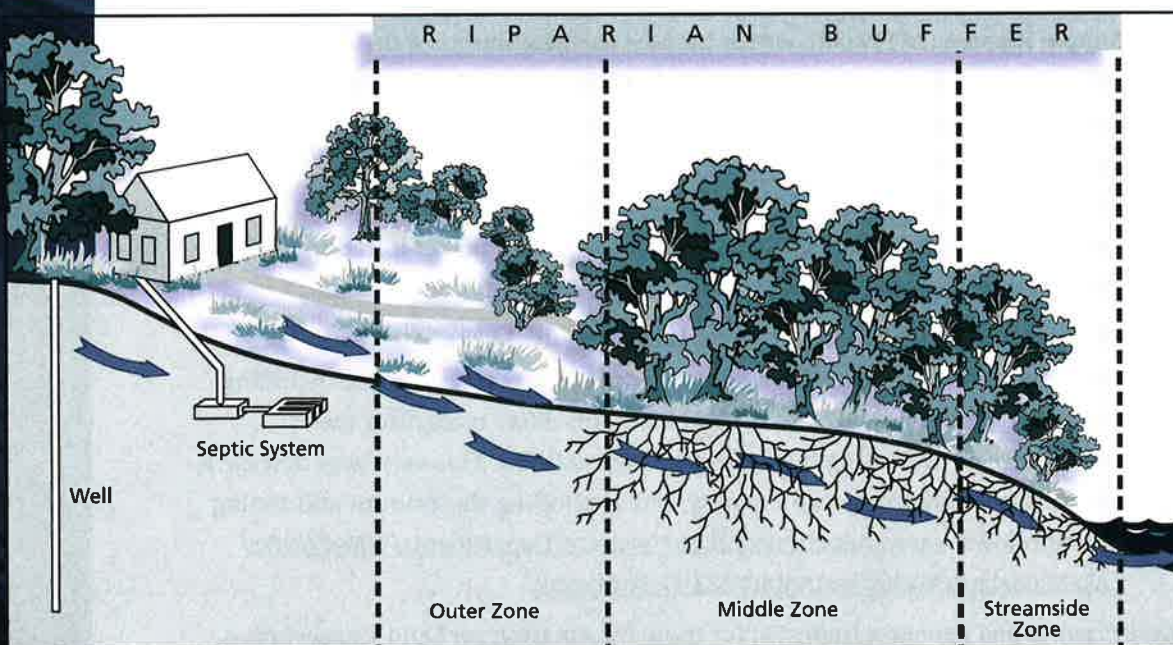 RIPARIAN BUFFER
Septic System
Well
Outer Zone
Middle Zone
Streamside
Zone